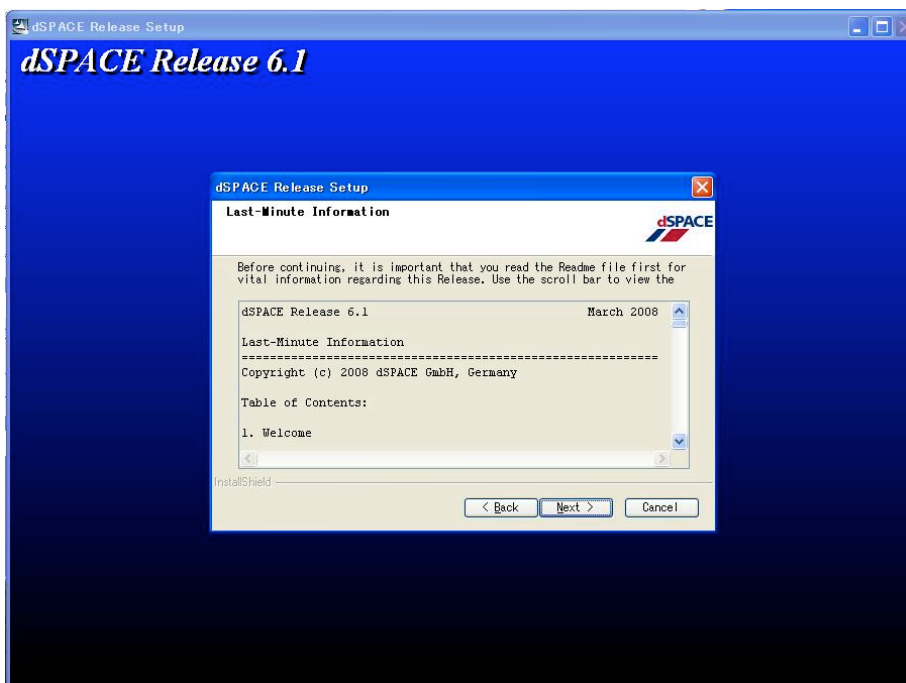 dSPACE Release Setup
dSPACE Release 6.1
dSPACE Release Setup
Last-Minute Information
dSPACE
Before continuing, it is important that you read the Readme file first for
vital information regarding this Release. Use the scroll bar to view the
dSPACE Release 6.1 March 2008
Last-Minute Information
==========================================================
Copyright (c) 2008 dSPACE GmbH, Germany
Table of Contents:
1. Welcome
InstallShield
< Back Next > Cancel